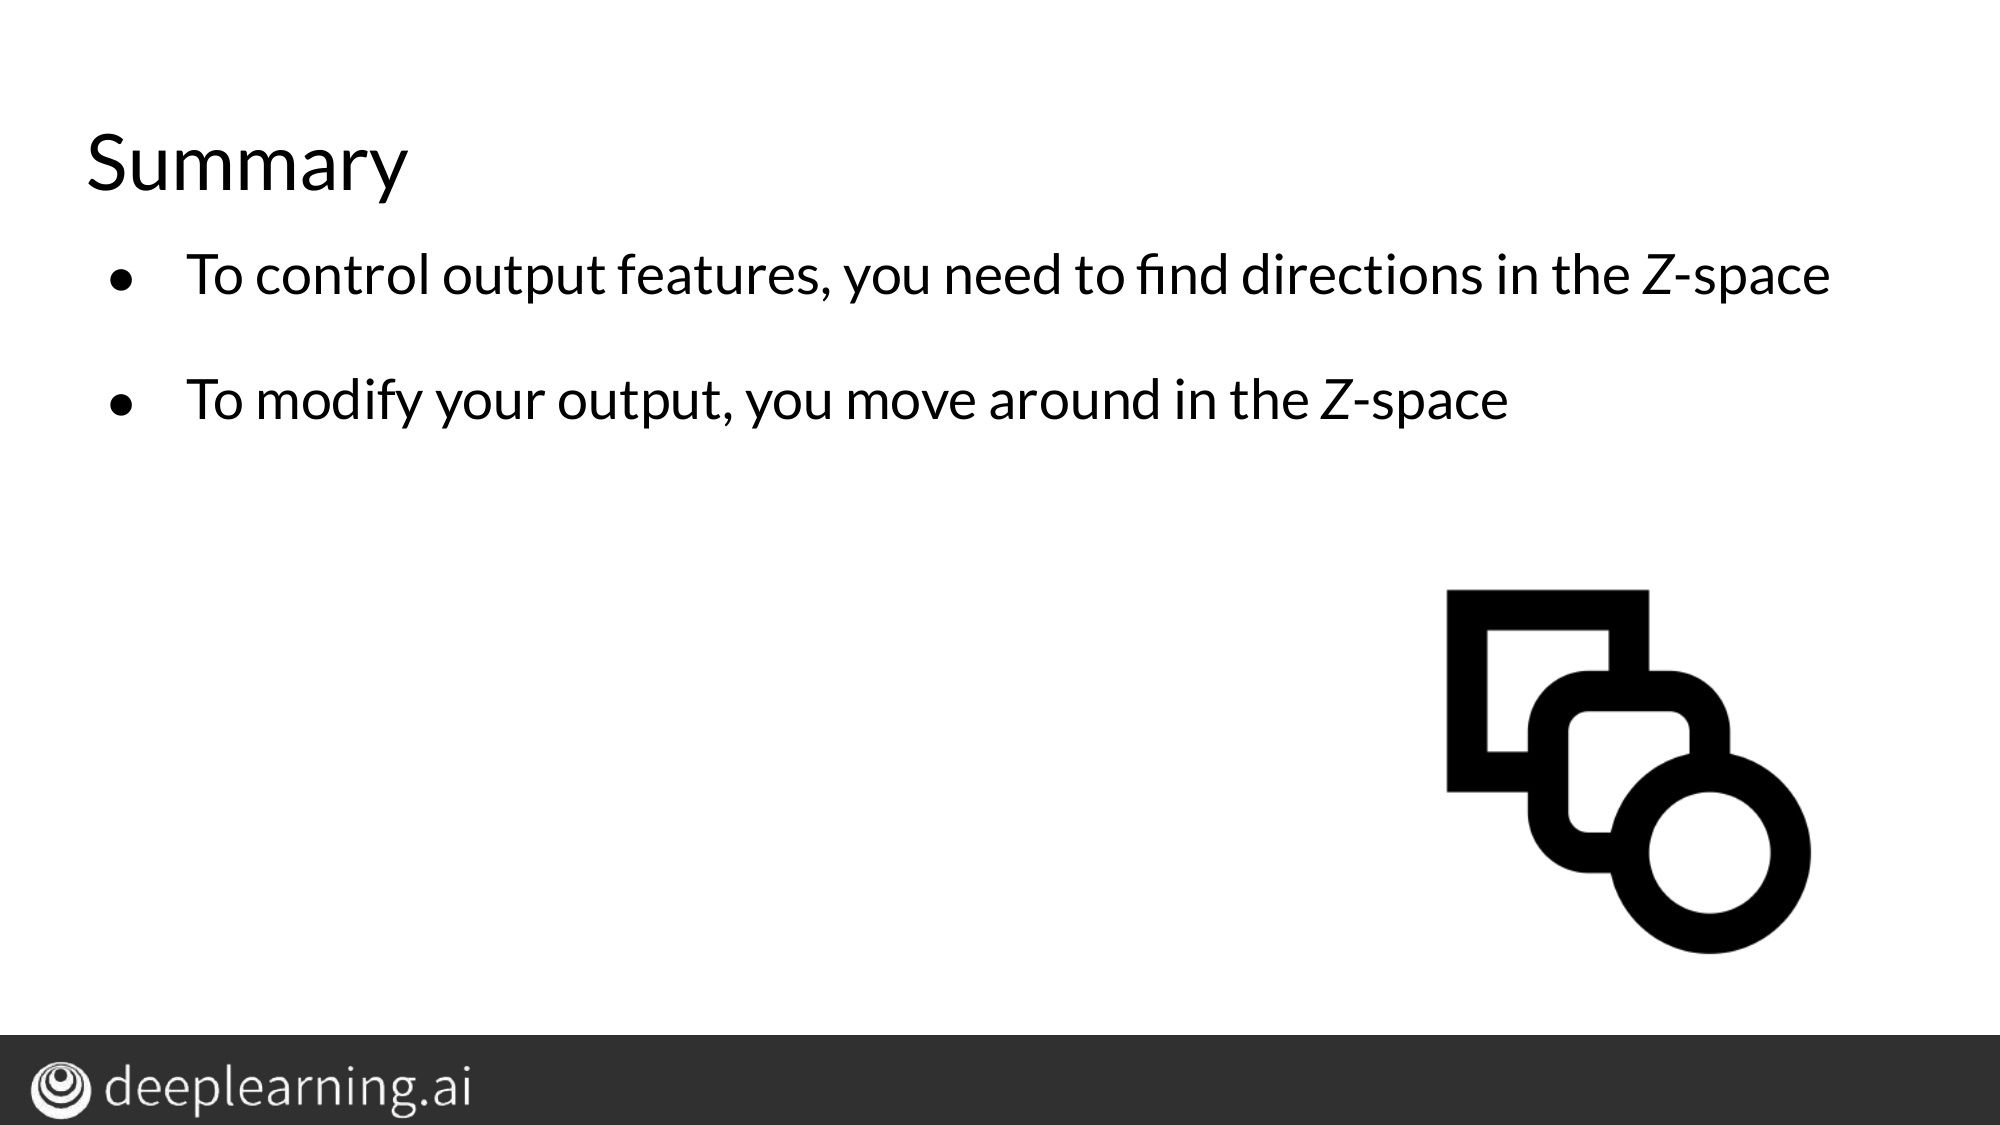 Summary
● To control output features, you need to find directions in the Z-space
● To modify your output, you move around in the Z-space
deeplearning.ai